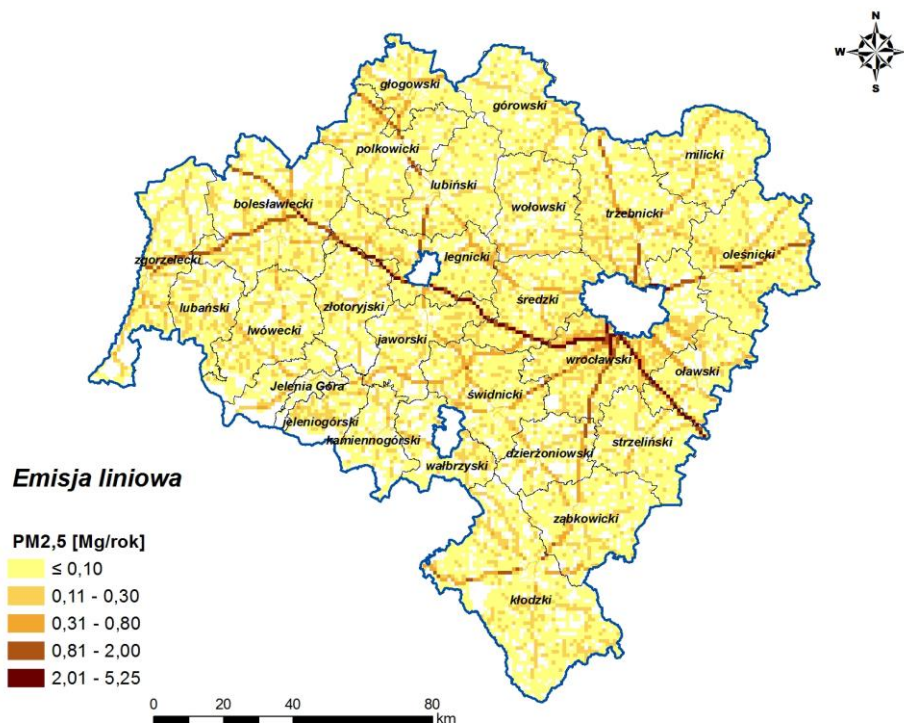 N
W E
S
głogowski
górowski
milicki
polkowicki
lubiński
wołowski
trzebnicki
bolesławiecki
oleśnicki
zgorzelecki
legnicki
średzki
lubański
złotoryjski
lwówecki
jaworski
wrocławski
oławski
Jelenia Góra
świdnicki
jeleniogórski
kamiennogórski
strzeliński
dzierżoniowski
wałbrzyski
Emisja liniowa
ząbkowicki
PM2,5 [Mg/rok]
≤ 0,10
0,11 - 0,30
kłodzki
0,31 - 0,80
0,81 - 2,00
2,01 - 5,25
0 20 40 80
km